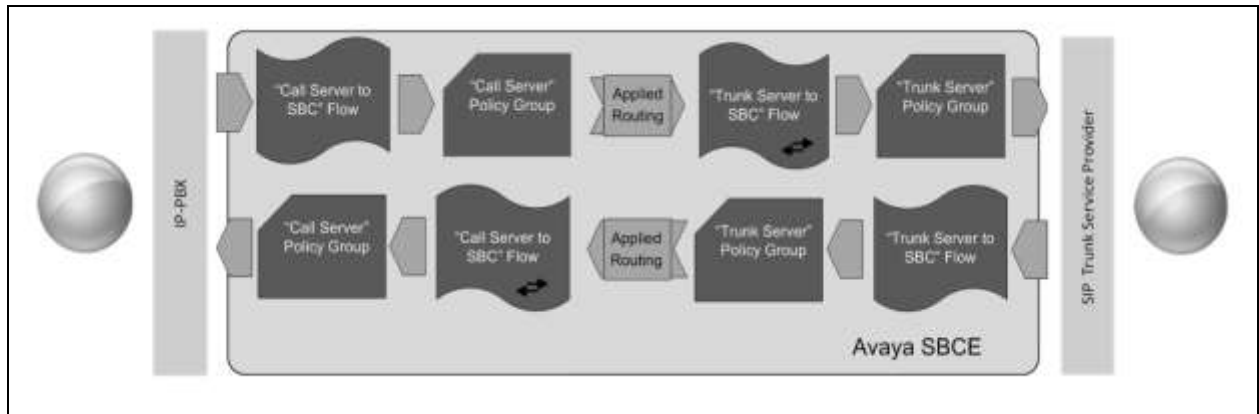 IP-PBX
"Call Server to
SBC" Flow
"Call Server"
Policy Group
Applied
Routing
"Trunk Server to
SBC" Flow
"Trunk Server"
Policy Group
SIP Trunk Service Provider
"Call Server"
Policy Group
"Call Server to
SBC" Flow
Applied
Routing
"Trunk Server"
Policy Group
"Trunk Server to
SBC" Flow
Avaya SBCE